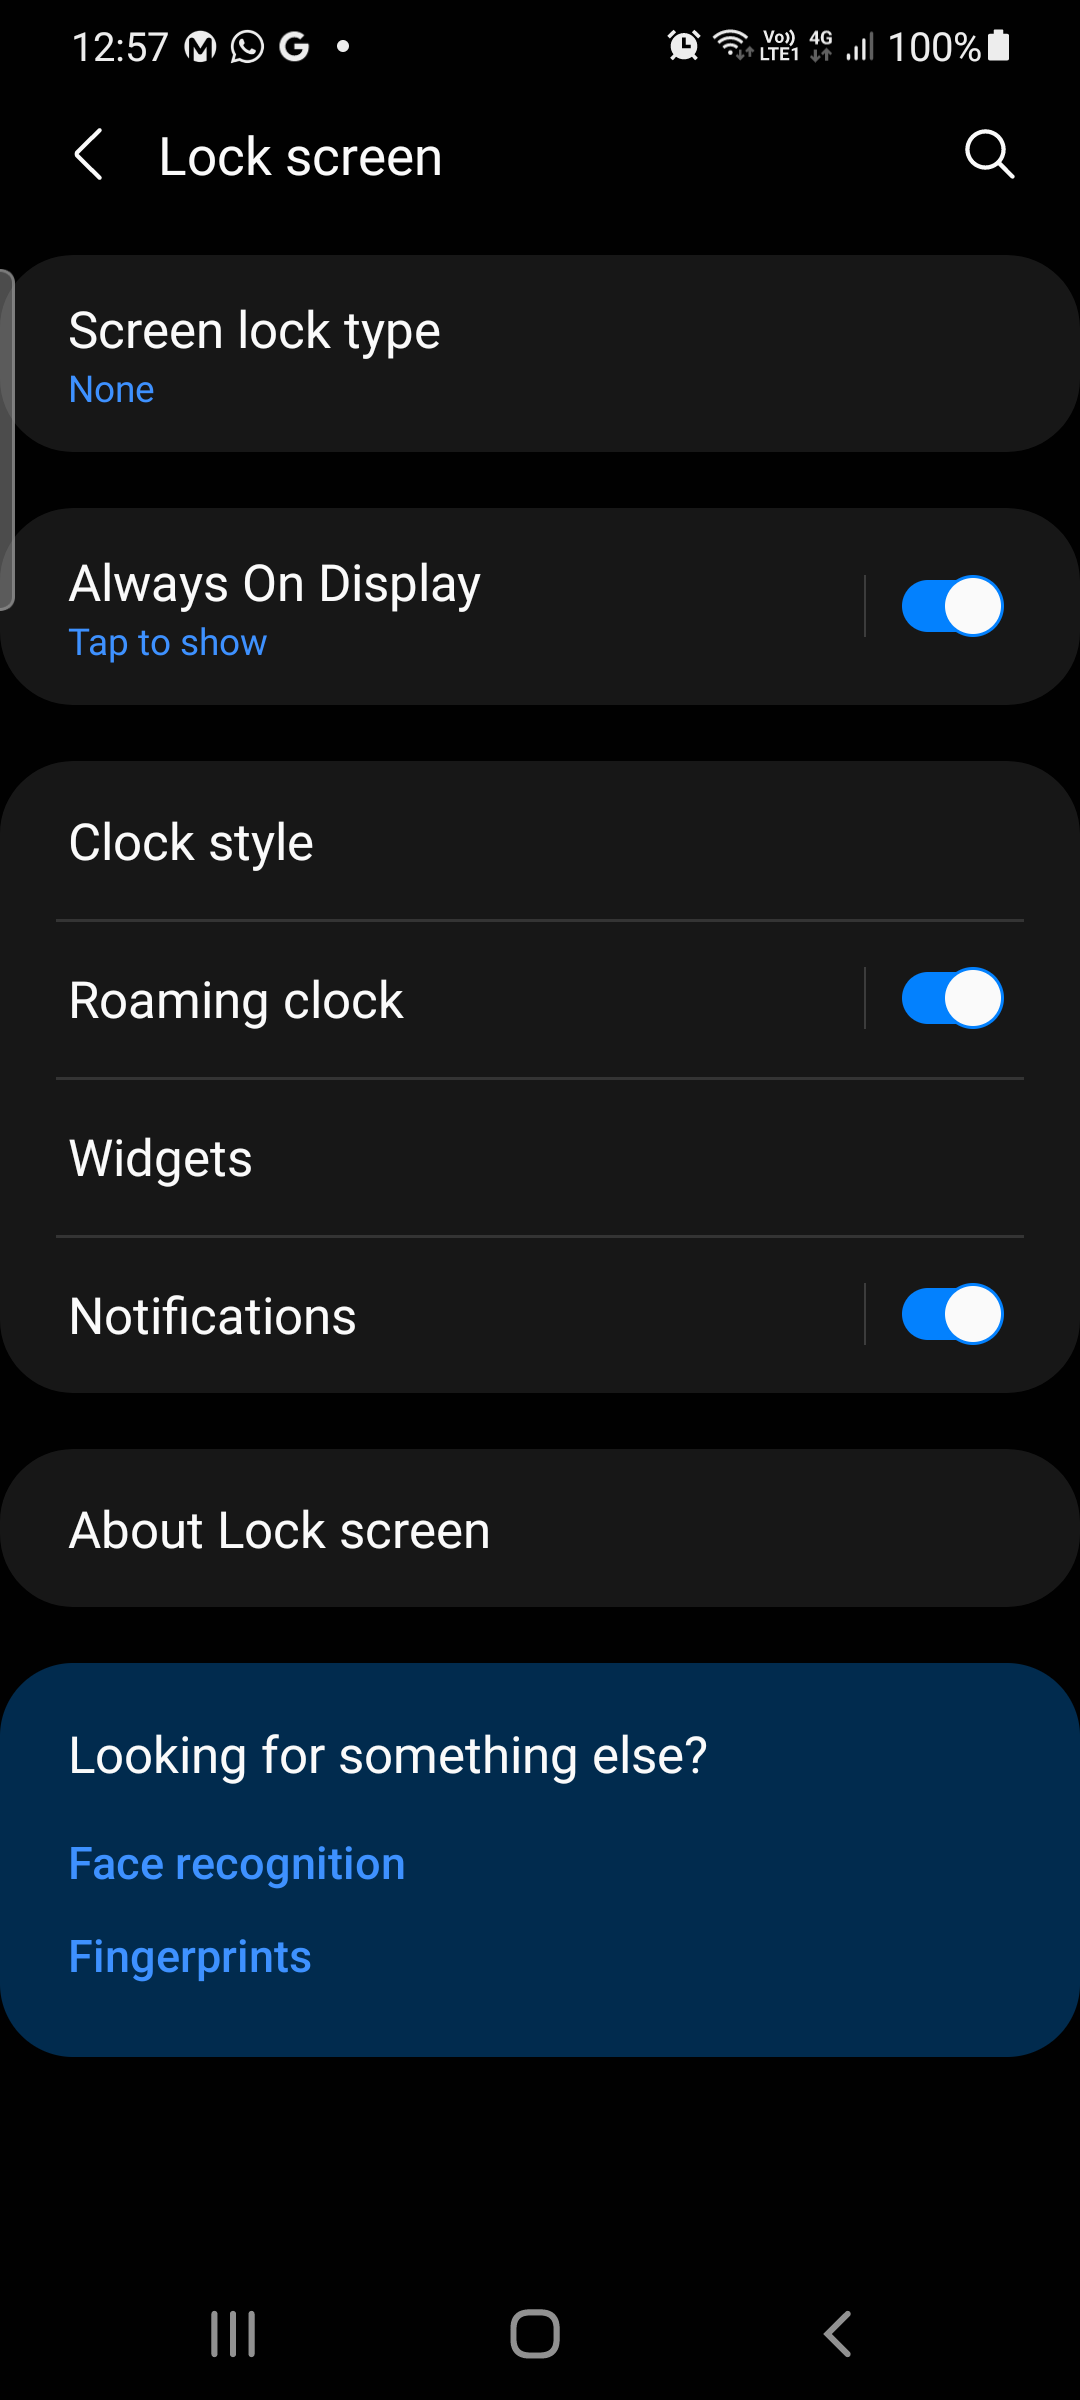 12:57
Vo)) 4G 100%
LTE1
Lock screen
Screen lock type
None
Always On Display
Tap to show
Clock style
Roaming clock
Widgets
Notifications
About Lock screen
Looking for something else?
Face recognition
Fingerprints